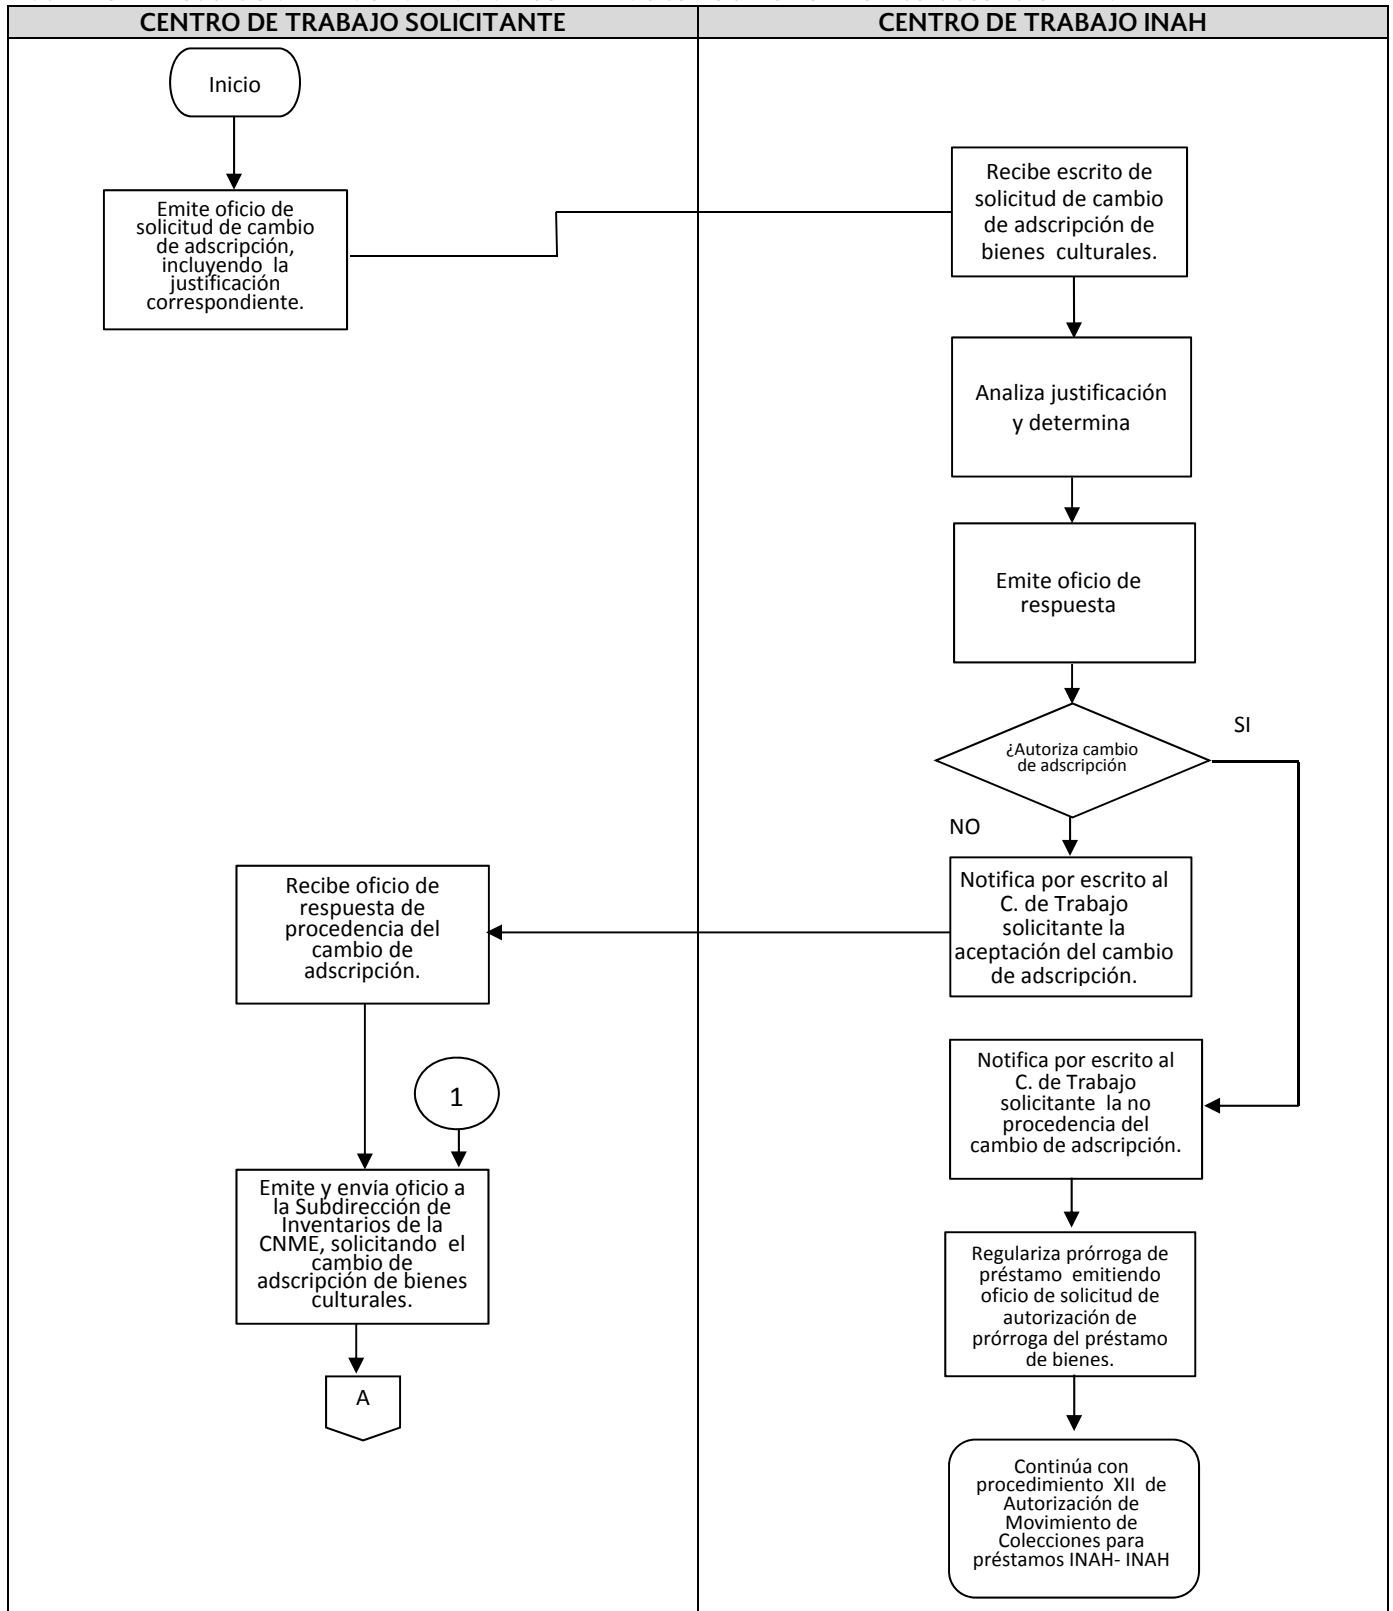 CENTRO DE TRABAJO SOLICITANTE
CENTRO DE TRABAJO INAH
Inicio
Emite oficio de
solicitud de cambio
de adscripción,
incluyendo la
justificación
correspondiente.
Recibe escrito de
solicitud de cambio
de adscripción de
bienes culturales.
Analiza justificación
y determina
Emite oficio de
respuesta
¿Autoriza cambio
de adscripción
SI
NO
Notifica por escrito al
C. de Trabajo
solicitante la
aceptación del cambio
de adscripción.
Recibe oficio de
respuesta de
procedencia del
cambio de
adscripción.
1
Emite y envía oficio a
la Subdirección de
Inventarios de la
CNME, solicitando el
cambio de
adscripción de bienes
culturales.
A
Notifica por escrito al
C. de Trabajo
solicitante la no
procedencia del
cambio de adscripción.
Regulariza prórroga de
préstamo emitiendo
oficio de solicitud de
autorización de
prórroga del préstamo
de bienes.
Continúa con
procedimiento XII de
Autorización de
Movimiento de
Colecciones para
préstamos INAH- INAH